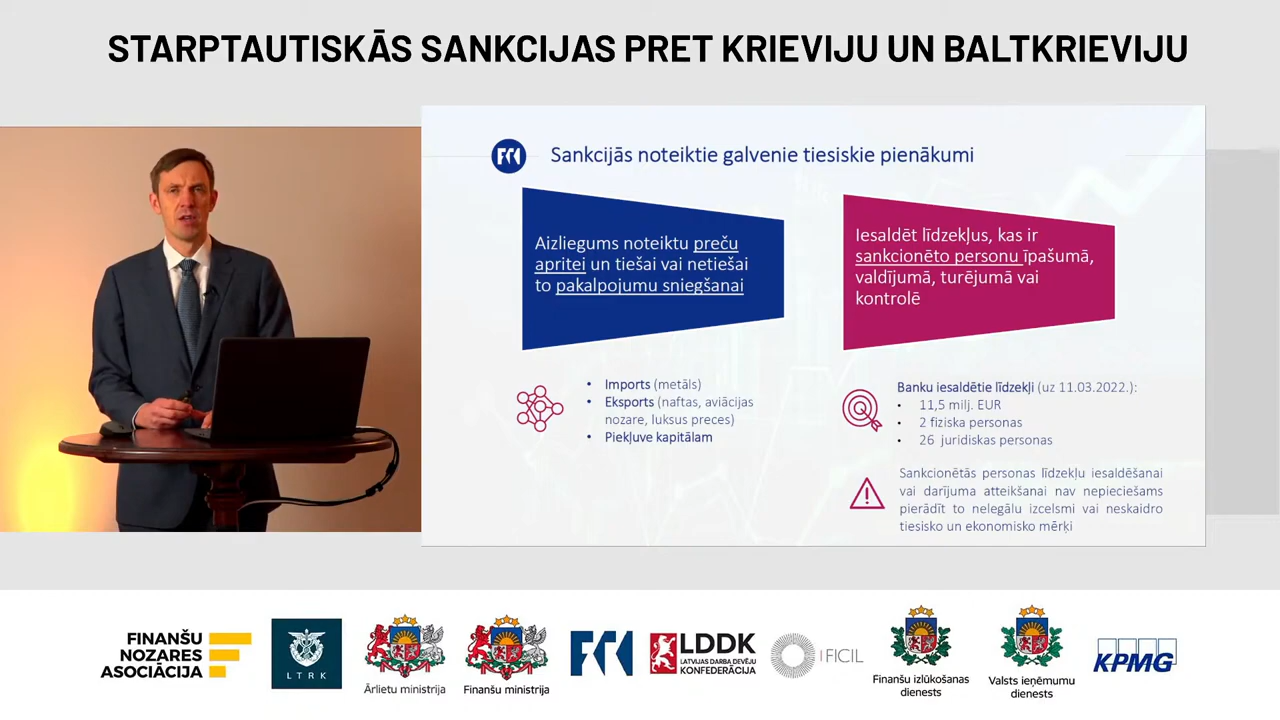 STARPTAUTISKĀS SANKCIJAS PRET KRIEVIJU UN BALTKRIEVIJU
Sankcijās noteiktie galvenie tiesiskie pienākumi
Aizliegums noteiktu preču
apritei un tiešai vai netiešai
to pakalpojumu sniegšanai
Iesaldēt līdzekļus, kas ir
sankcionēto personu īpašumā,
valdījumā, turējumā vai
kontrolē
• Imports (metāls)
• Eksports (naftas, aviācijas
nozare, luksus preces)
• Piekļuve kapitālam
Banku iesaldētie līdzekļi (uz 11.03.2022.):
• 11,5 milj. EUR
• 2 fiziska personas
• 26 juridiskas personas
Sankcionētās personas līdzekļu iesaldēšanai
vai darījuma atteikšanai nav nepieciešams
pierādīt to nelegālu izcelsmi vai neskaidro
tiesisko un ekonomisko mērķi
FINANŠU
NOZARES
ASOCIĀCIJA
LTRK
Ārlietu ministrija
Finanšu ministrija
LDDK
LATVIJAS DARBA DEVĒJU
KONFEDERĀCIJA
FICIL
Finanšu izlūkošanas
dienests
Valsts ieņēmumu
dienests
KPMG